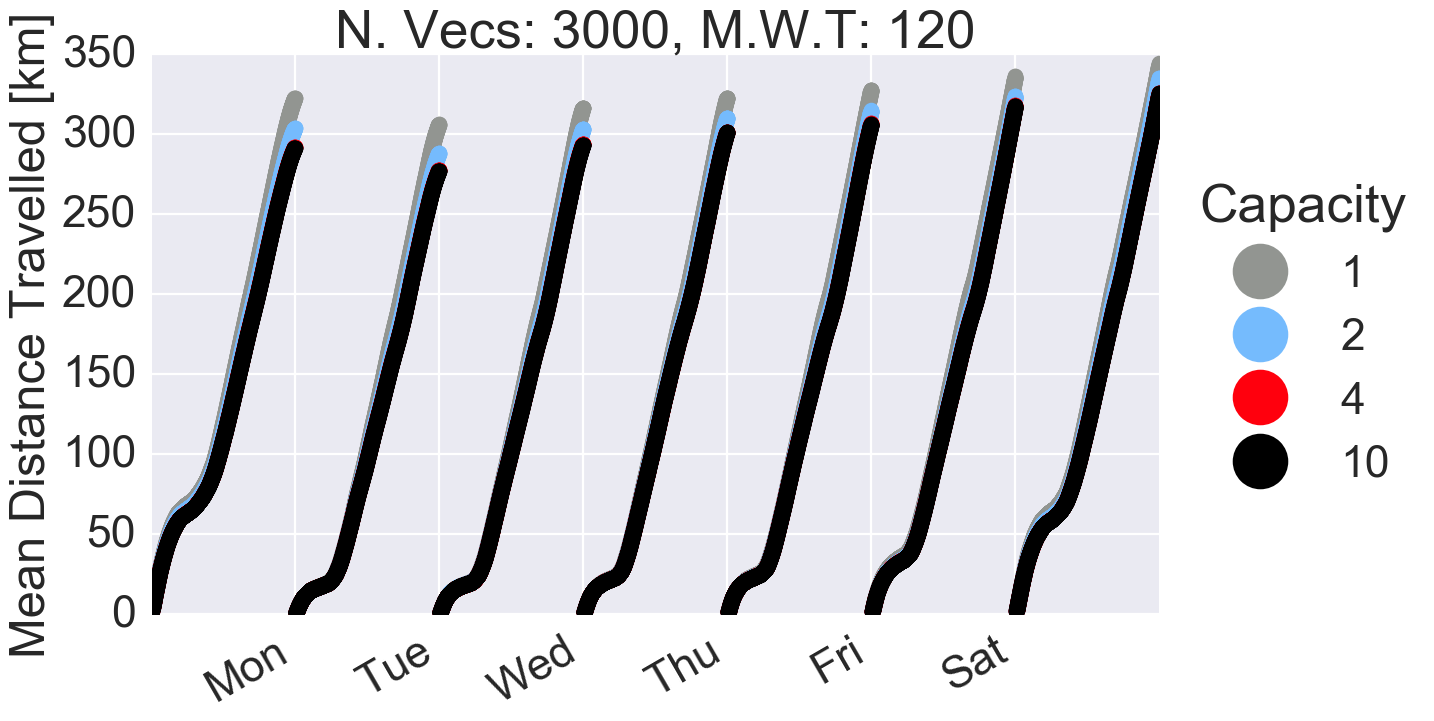 N. Vecs: 3000, M.W.T: 120
Mean Distance Travelled [km]
350
300
250
200
150
100
50
0
Mon
Tue
Wed
Thu
Fri
Sat
Capacity
1
2
4
10